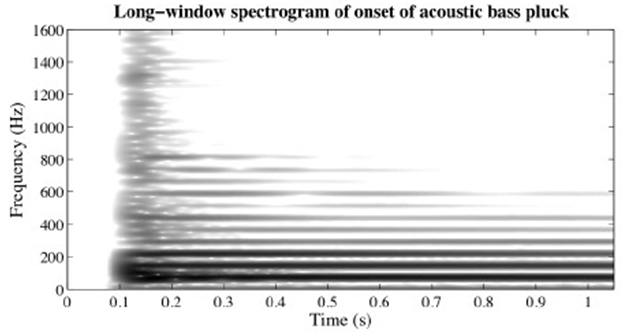 Long-window spectrogram of onset of acoustic bass pluck
1600
1400
1200
1000
800
600
400
200
0
Frequency (Hz)
0 0.1 0.2 0.3 0.4 0.5 0.6 0.7 0.8 0.9 1
Time (s)